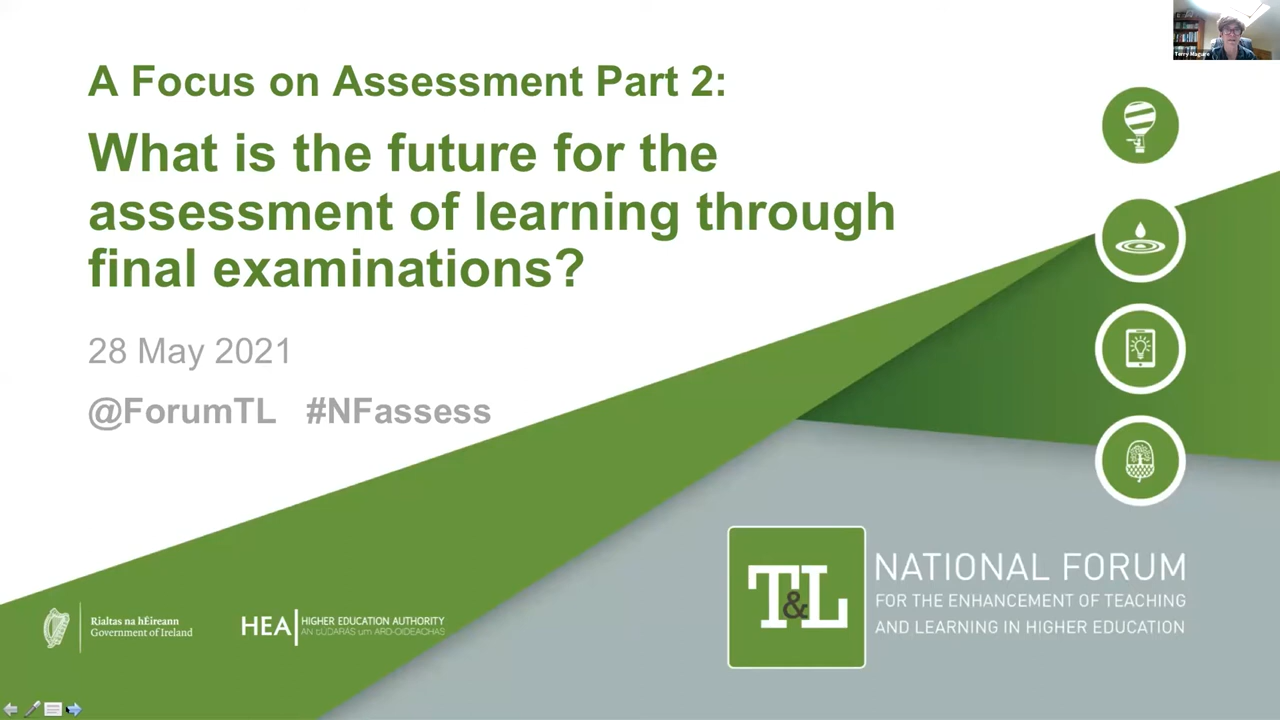 A Focus on Assessment Part 2:
What is the future for the
assessment of learning through
final examinations?
28 May 2021
@ForumTL #NFassess
Terry Maguire
Rialtas na hÉireann
Government of Ireland
HEA
HIGHER EDUCATION AUTHORITY
AN tÚDARÁS um ARD-OIDEACHAS
T&L
NATIONAL FORUM
FOR THE ENHANCEMENT OF TEACHING
AND LEARNING IN HIGHER EDUCATION